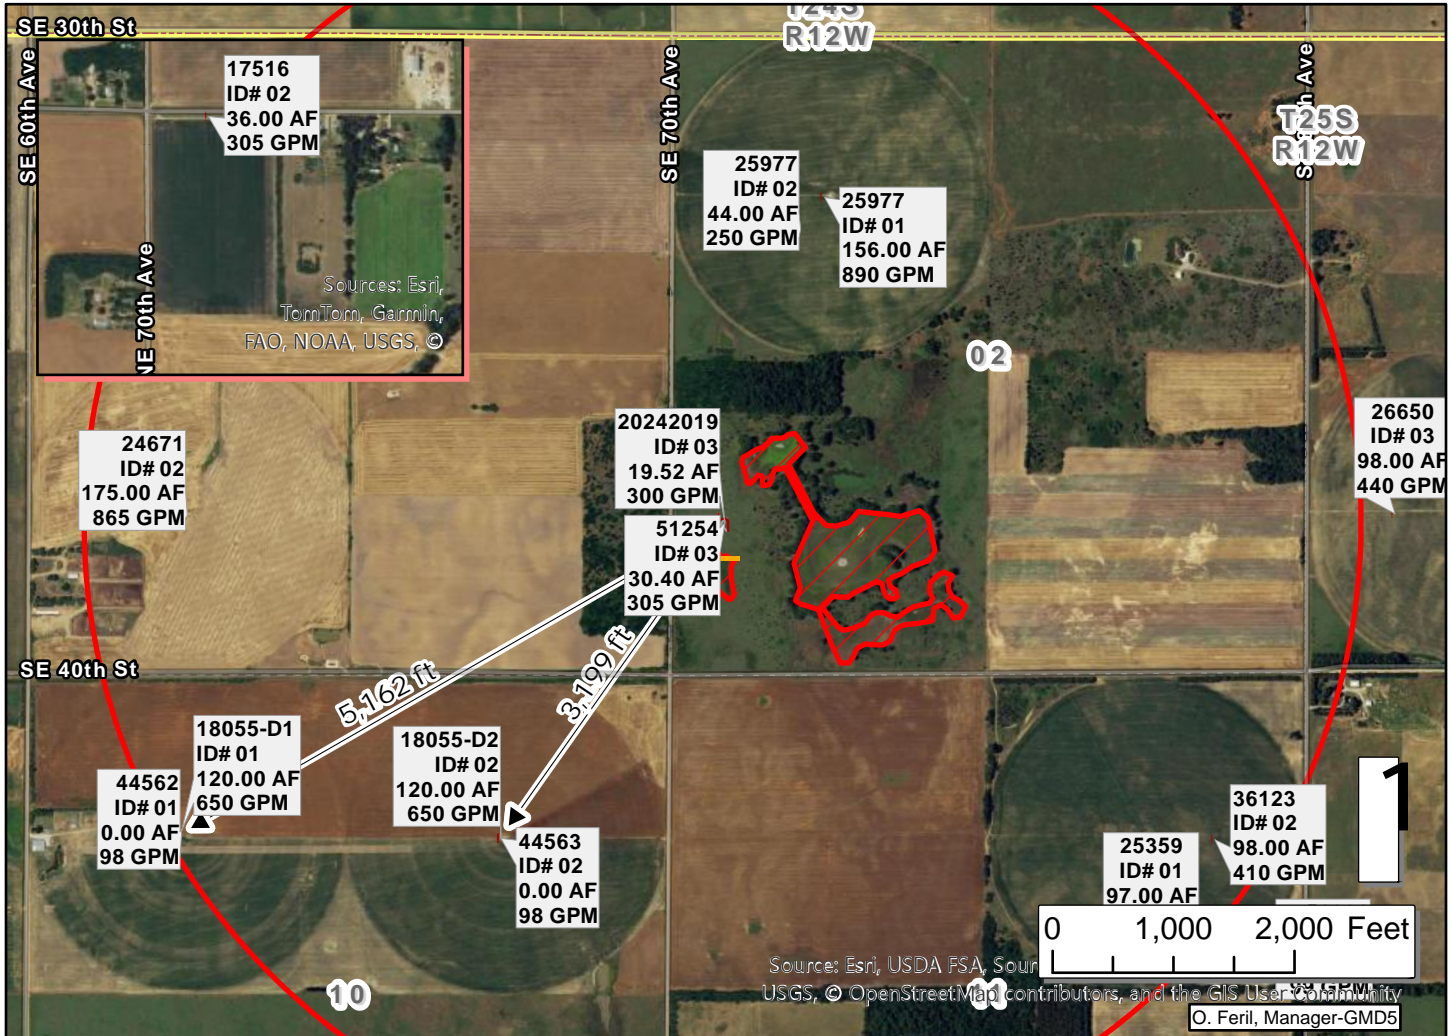 SE 30th St
T24S
R12W
SE 60th Ave
17516
ID# 02
36.00 AF
305 GPM
NE 70th Ave
Sources: Esri,
TomTom, Garmin,
FAO, NOAA, USGS, ©
SE 70th Ave
25977
ID# 02
44.00 AF
250 GPM
25977
ID# 01
156.00 AF
890 GPM
T25S
R12W
Ave
02
24671
ID# 02
175.00 AF
865 GPM
20242019
ID# 03
19.52 AF
300 GPM
51254
ID# 03
30.40 AF
305 GPM
26650
ID# 03
98.00 AF
440 GPM
SE 40th St
5,162 ft
3,199 ft
18055-D1
ID# 01
120.00 AF
650 GPM
44562
ID# 01
0.00 AF
98 GPM
18055-D2
ID# 02
120.00 AF
650 GPM
44563
ID# 02
0.00 AF
98 GPM
1
36123
ID# 02
98.00 AF
410 GPM
25359
ID# 01
97.00 AF
0 1,000 2,000 Feet
10
Source: Esri, USDA FSA,
USGS, © OpenStreetMap contributors, and the GIS User Community
GPM
O. Feril, Manager-GMD5